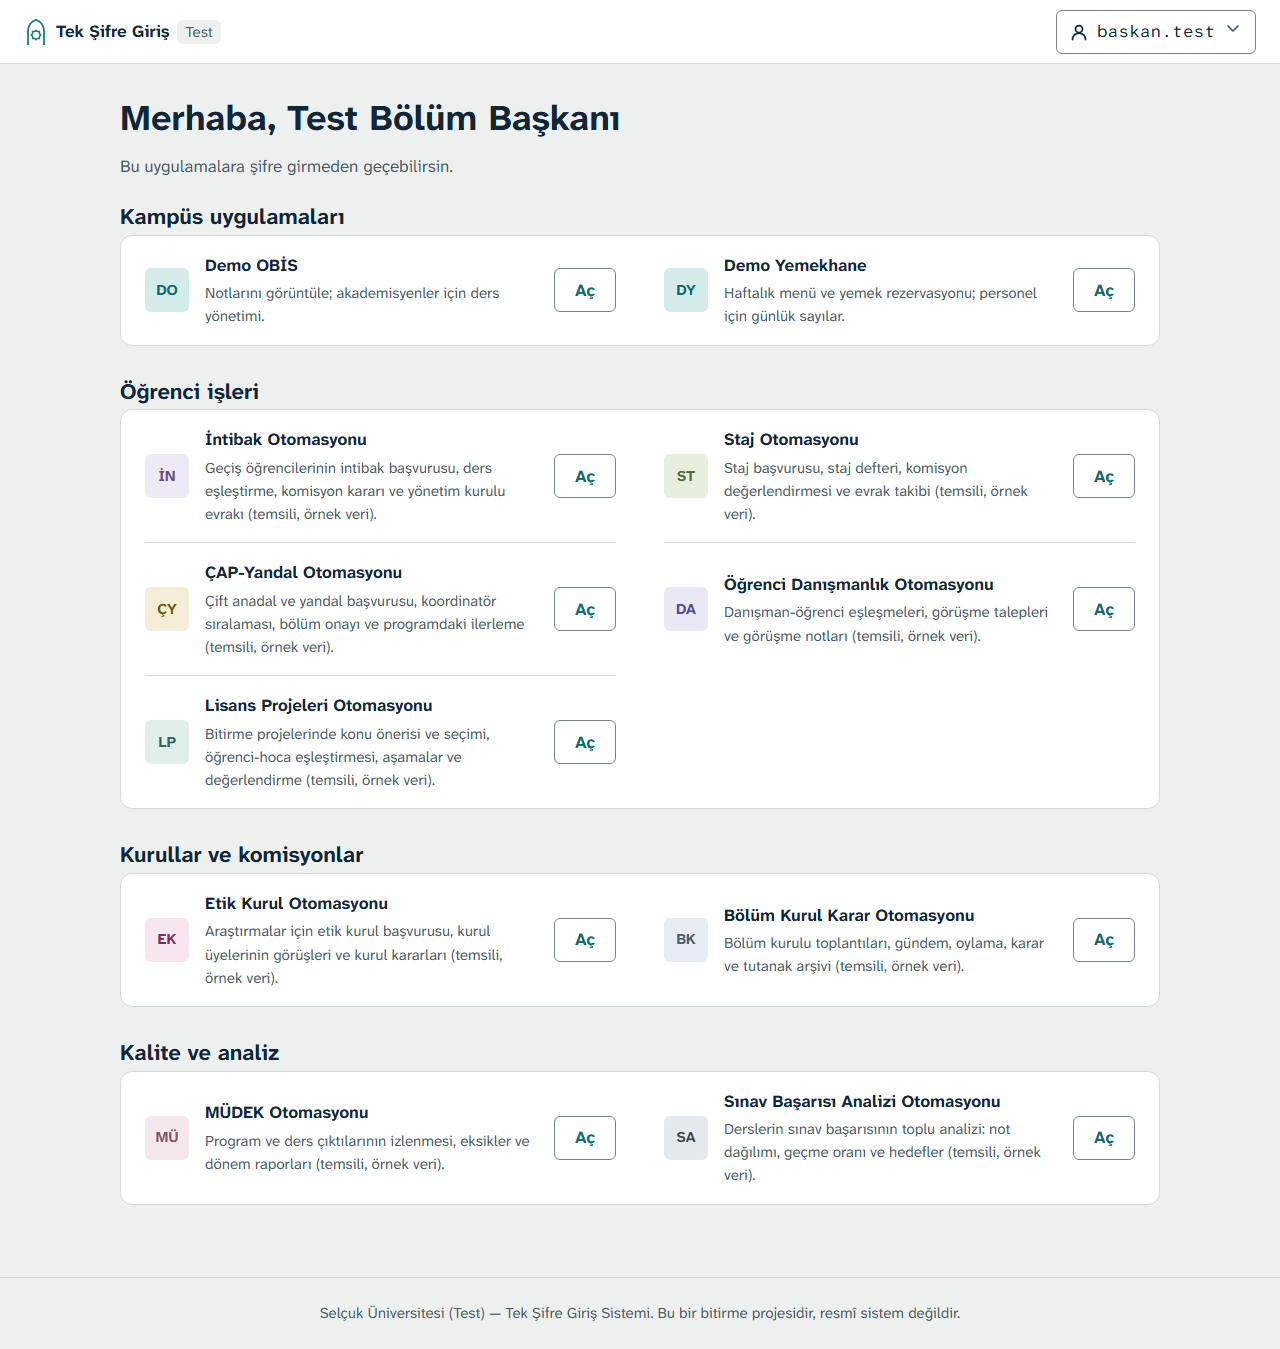 Tek Şifre Giriş Test
baskan.test
Merhaba, Test Bölüm Başkanı
Bu uygulamalara şifre girmeden geçebilirsin.
Kampüs uygulamaları
DO
Demo OBİS
Notlarını görüntüle; akademisyenler için ders
yönetimi.
Aç
DY
Demo Yemekhane
Haftalık menü ve yemek rezervasyonu; personel
için günlük sayılar.
Aç
Öğrenci işleri
İN
İntibak Otomasyonu
Geçiş öğrencilerinin intibak başvurusu, ders
eşleştirme, komisyon kararı ve yönetim kurulu
evrakı (temsili, örnek veri).
Aç
ST
Staj Otomasyonu
Staj başvurusu, staj defteri, komisyon
değerlendirmesi ve evrak takibi (temsili, örnek
veri).
Aç
ÇY
ÇAP-Yandal Otomasyonu
Çift anadal ve yandal başvurusu, koordinatör
sıralaması, bölüm onayı ve programdaki ilerleme
(temsili, örnek veri).
Aç
DA
Öğrenci Danışmanlık Otomasyonu
Danışman-öğrenci eşleşmeleri, görüşme talepleri
ve görüşme notları (temsili, örnek veri).
Aç
LP
Lisans Projeleri Otomasyonu
Bitirme projelerinde konu önerisi ve seçimi,
öğrenci-hoca eşleştirmesi, aşamalar ve
değerlendirme (temsili, örnek veri).
Aç
Kurullar ve komisyonlar
EK
Etik Kurul Otomasyonu
Araştırmalar için etik kurul başvurusu, kurul
üyelerinin görüşleri ve kurul kararları (temsili,
örnek veri).
Aç
BK
Bölüm Kurul Karar Otomasyonu
Bölüm kurulu toplantıları, gündem, oylama, karar
ve tutanak arşivi (temsili, örnek veri).
Aç
Kalite ve analiz
MÜ
MÜDEK Otomasyonu
Program ve ders çıktılarının izlenmesi, eksikler ve
dönem raporları (temsili, örnek veri).
Aç
SA
Sınav Başarısı Analizi Otomasyonu
Derslerin sınav başarısının toplu analizi: not
dağılımı, geçme oranı ve hedefler (temsili, örnek
veri).
Aç
Selçuk Üniversitesi (Test) — Tek Şifre Giriş Sistemi. Bu bir bitirme projesidir, resmî sistem değildir.